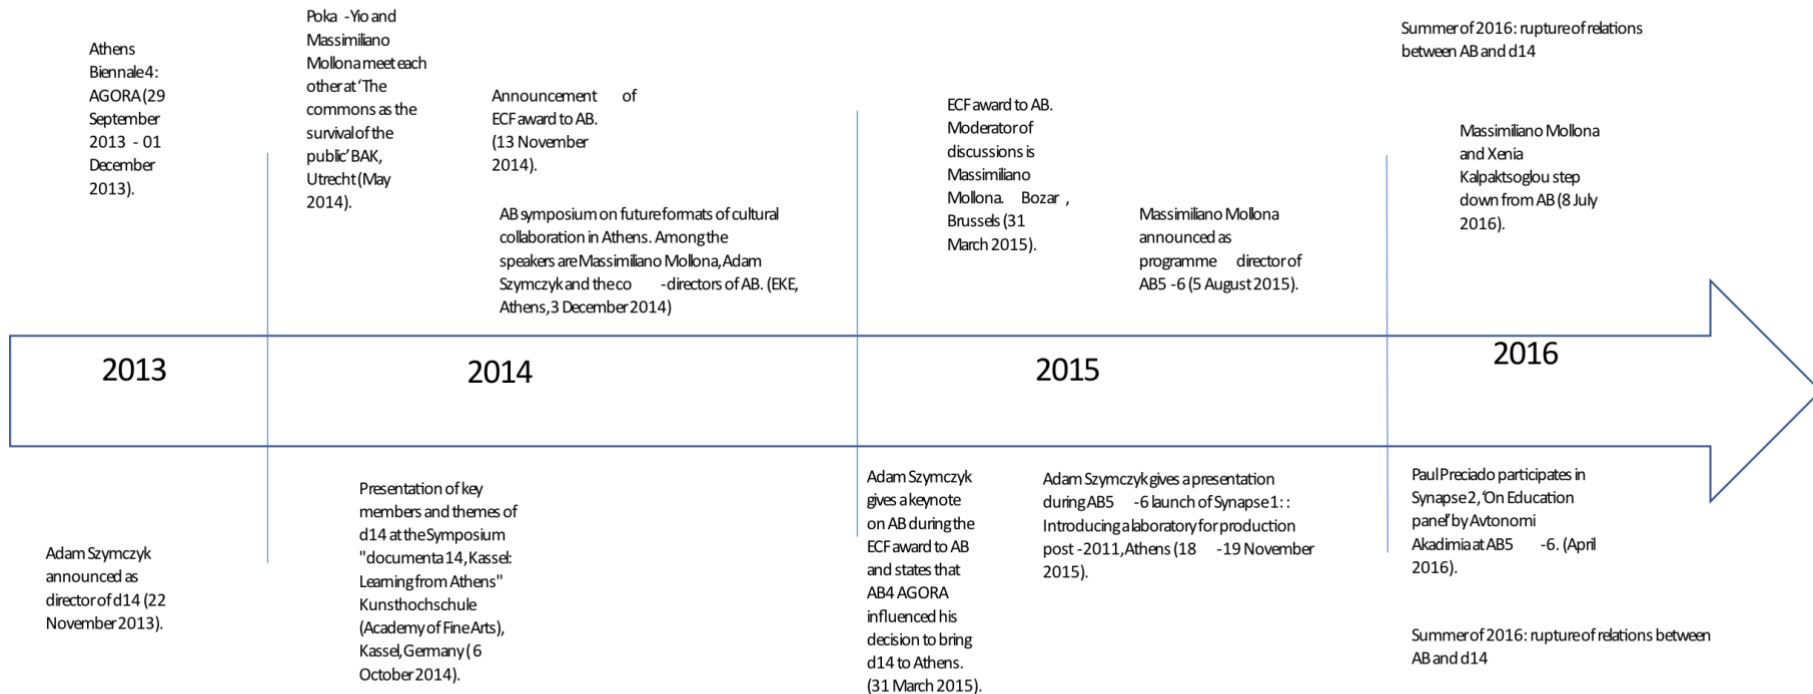 Athens
Biennale 4:
AGORA (29
September
2013 - 01
December
2013).
Poka -Yio and
Massimiliano
Mollona meet each
other at ‘The
commons as the
survival of the
public’ BAK,
Utrecht (May
2014).
Announcement of
ECF award to AB.
(13 November
2014).
AB symposium on future formats of cultural
collaboration in Athens. Among the
speakers are Massimiliano Mollona, Adam
Szymczyk and the co -directors of AB. (EKE,
Athens, 3 December 2014)
ECF award to AB.
Moderator of
discussions is
Massimiliano
Mollona. Bozar ,
Brussels (31
March 2015).
Massimiliano Mollona
announced as
programme director of
AB5 -6 (5 August 2015).
Summer of 2016: rupture of relations
between AB and d14
Massimiliano Mollona
and Xenia
Kalpaktsoglou step
down from AB (8 July
2016).
2013
2014
2015
2016
Adam Szymczyk
announced as
director of d14 (22
November 2013).
Presentation of key
members and themes of
d14 at the Symposium
"documenta 14, Kassel:
Learning from Athens"
Kunsthochschule
(Academy of Fine Arts),
Kassel, Germany ( 6
October 2014).
Adam Szymczyk
gives a keynote
on AB during the
ECF award to AB
and states that
AB4 AGORA
influenced his
decision to bring
d14 to Athens.
(31 March 2015).
Adam Szymczyk gives a presentation
during AB5 -6 launch of Synapse 1: :
Introducing a laboratory for production
post -2011, Athens (18 -19 November
2015).
Paul Preciado participates in
Synapse 2, ‘On Education
panel’ by Avtonomi
Akadimia at AB5 -6. (April
2016).
Summer of 2016: rupture of relations between
AB and d14